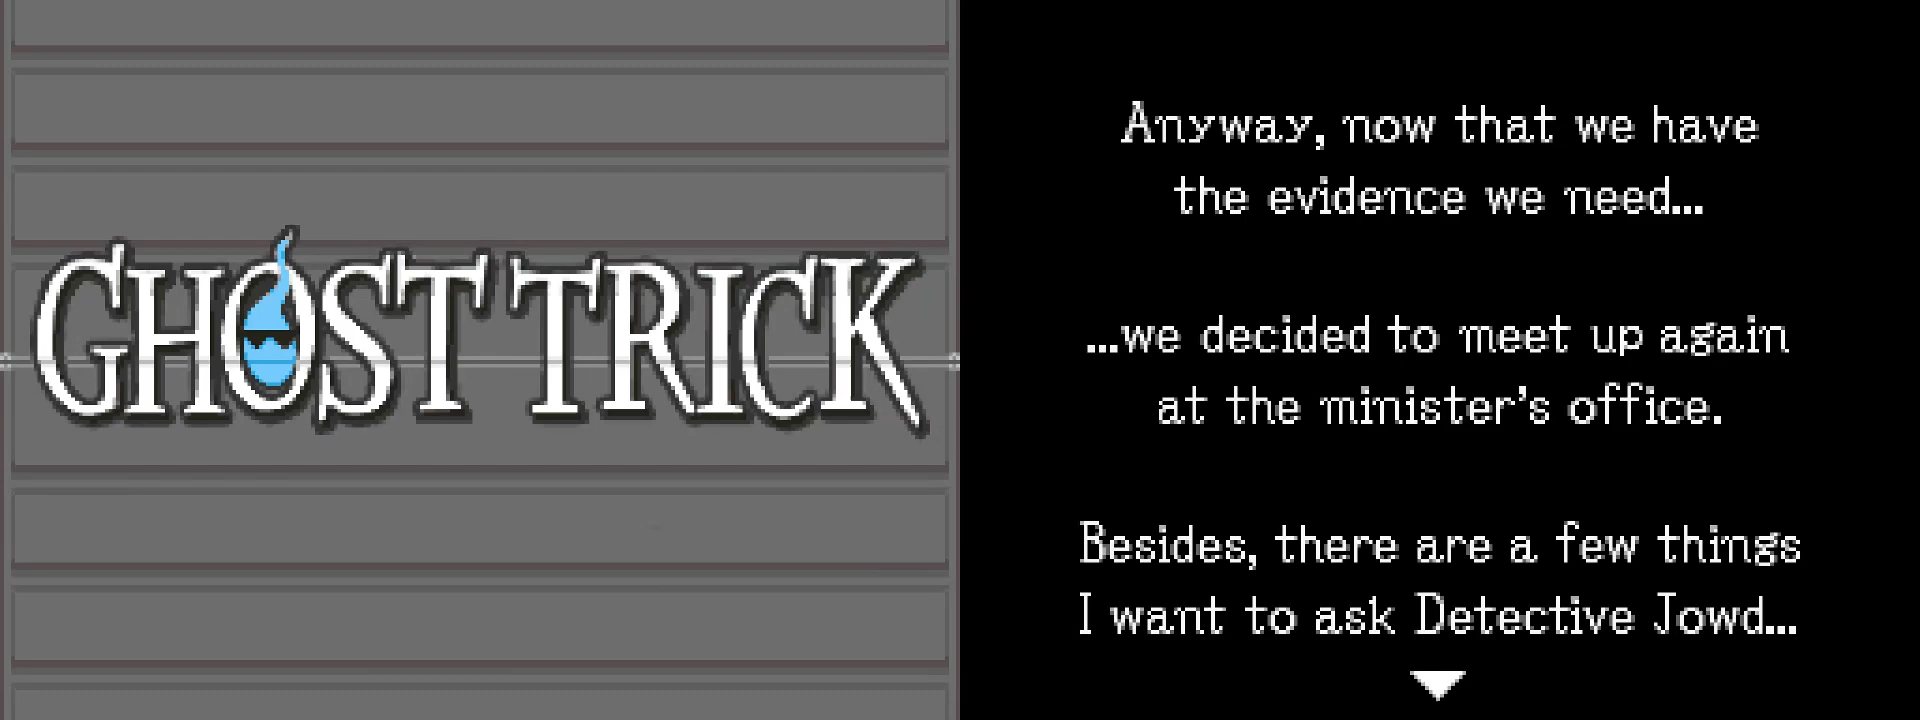 GHOST TRICK
Anyway, now that we have
the evidence we need...
...we decided to meet up again
at the minister's office.
Besides, there are a few things
I want to ask Detective Jowd...